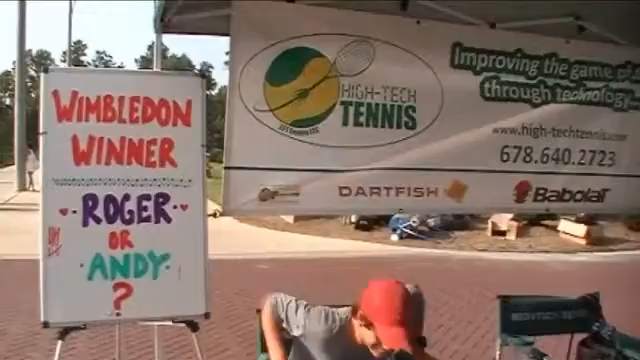 WIMBLEDON
WINNER
ROGER
OR
ANDY
?
HIGH-TECH
TENNIS
Improving the game of
through technology
www.high-techtennis.com
678.640.2723
DARTFISH
Babolat